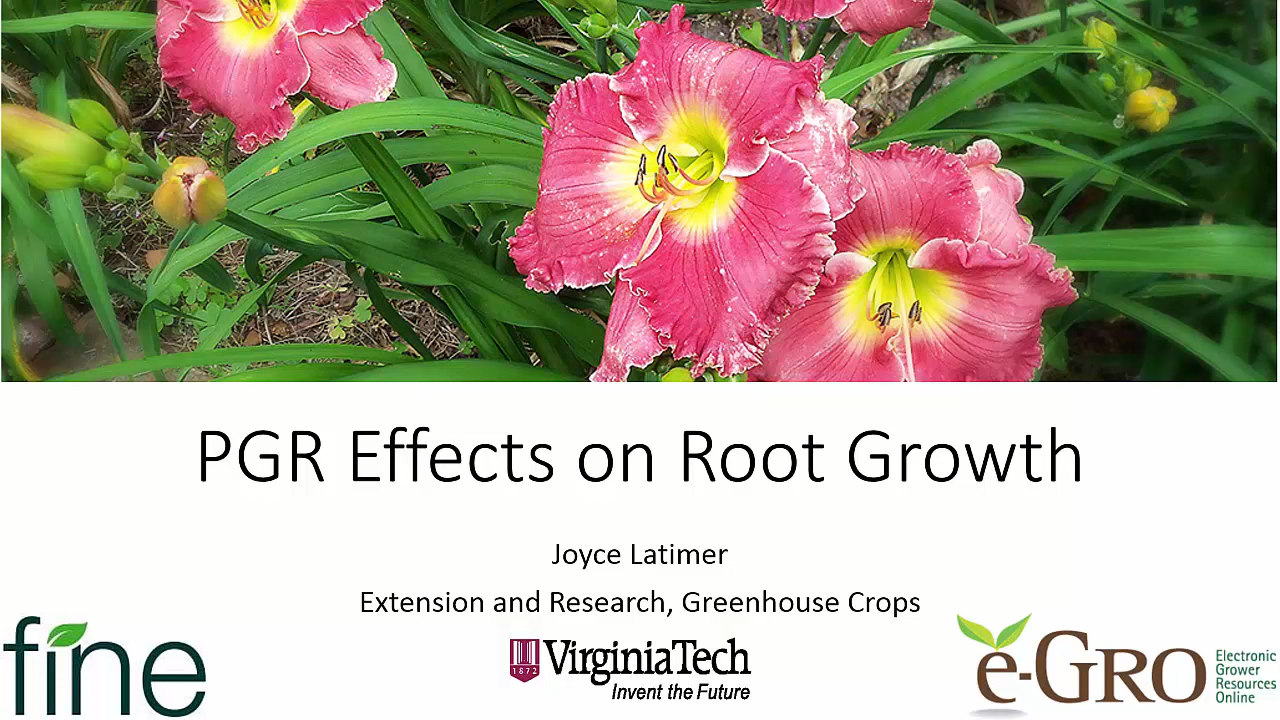 PGR Effects on Root Growth
Joyce Latimer
Extension and Research, Greenhouse Crops
fine
1872
VirginiaTech
Invent the Future
e-GRO
Electronic
Grower
Resources
Online